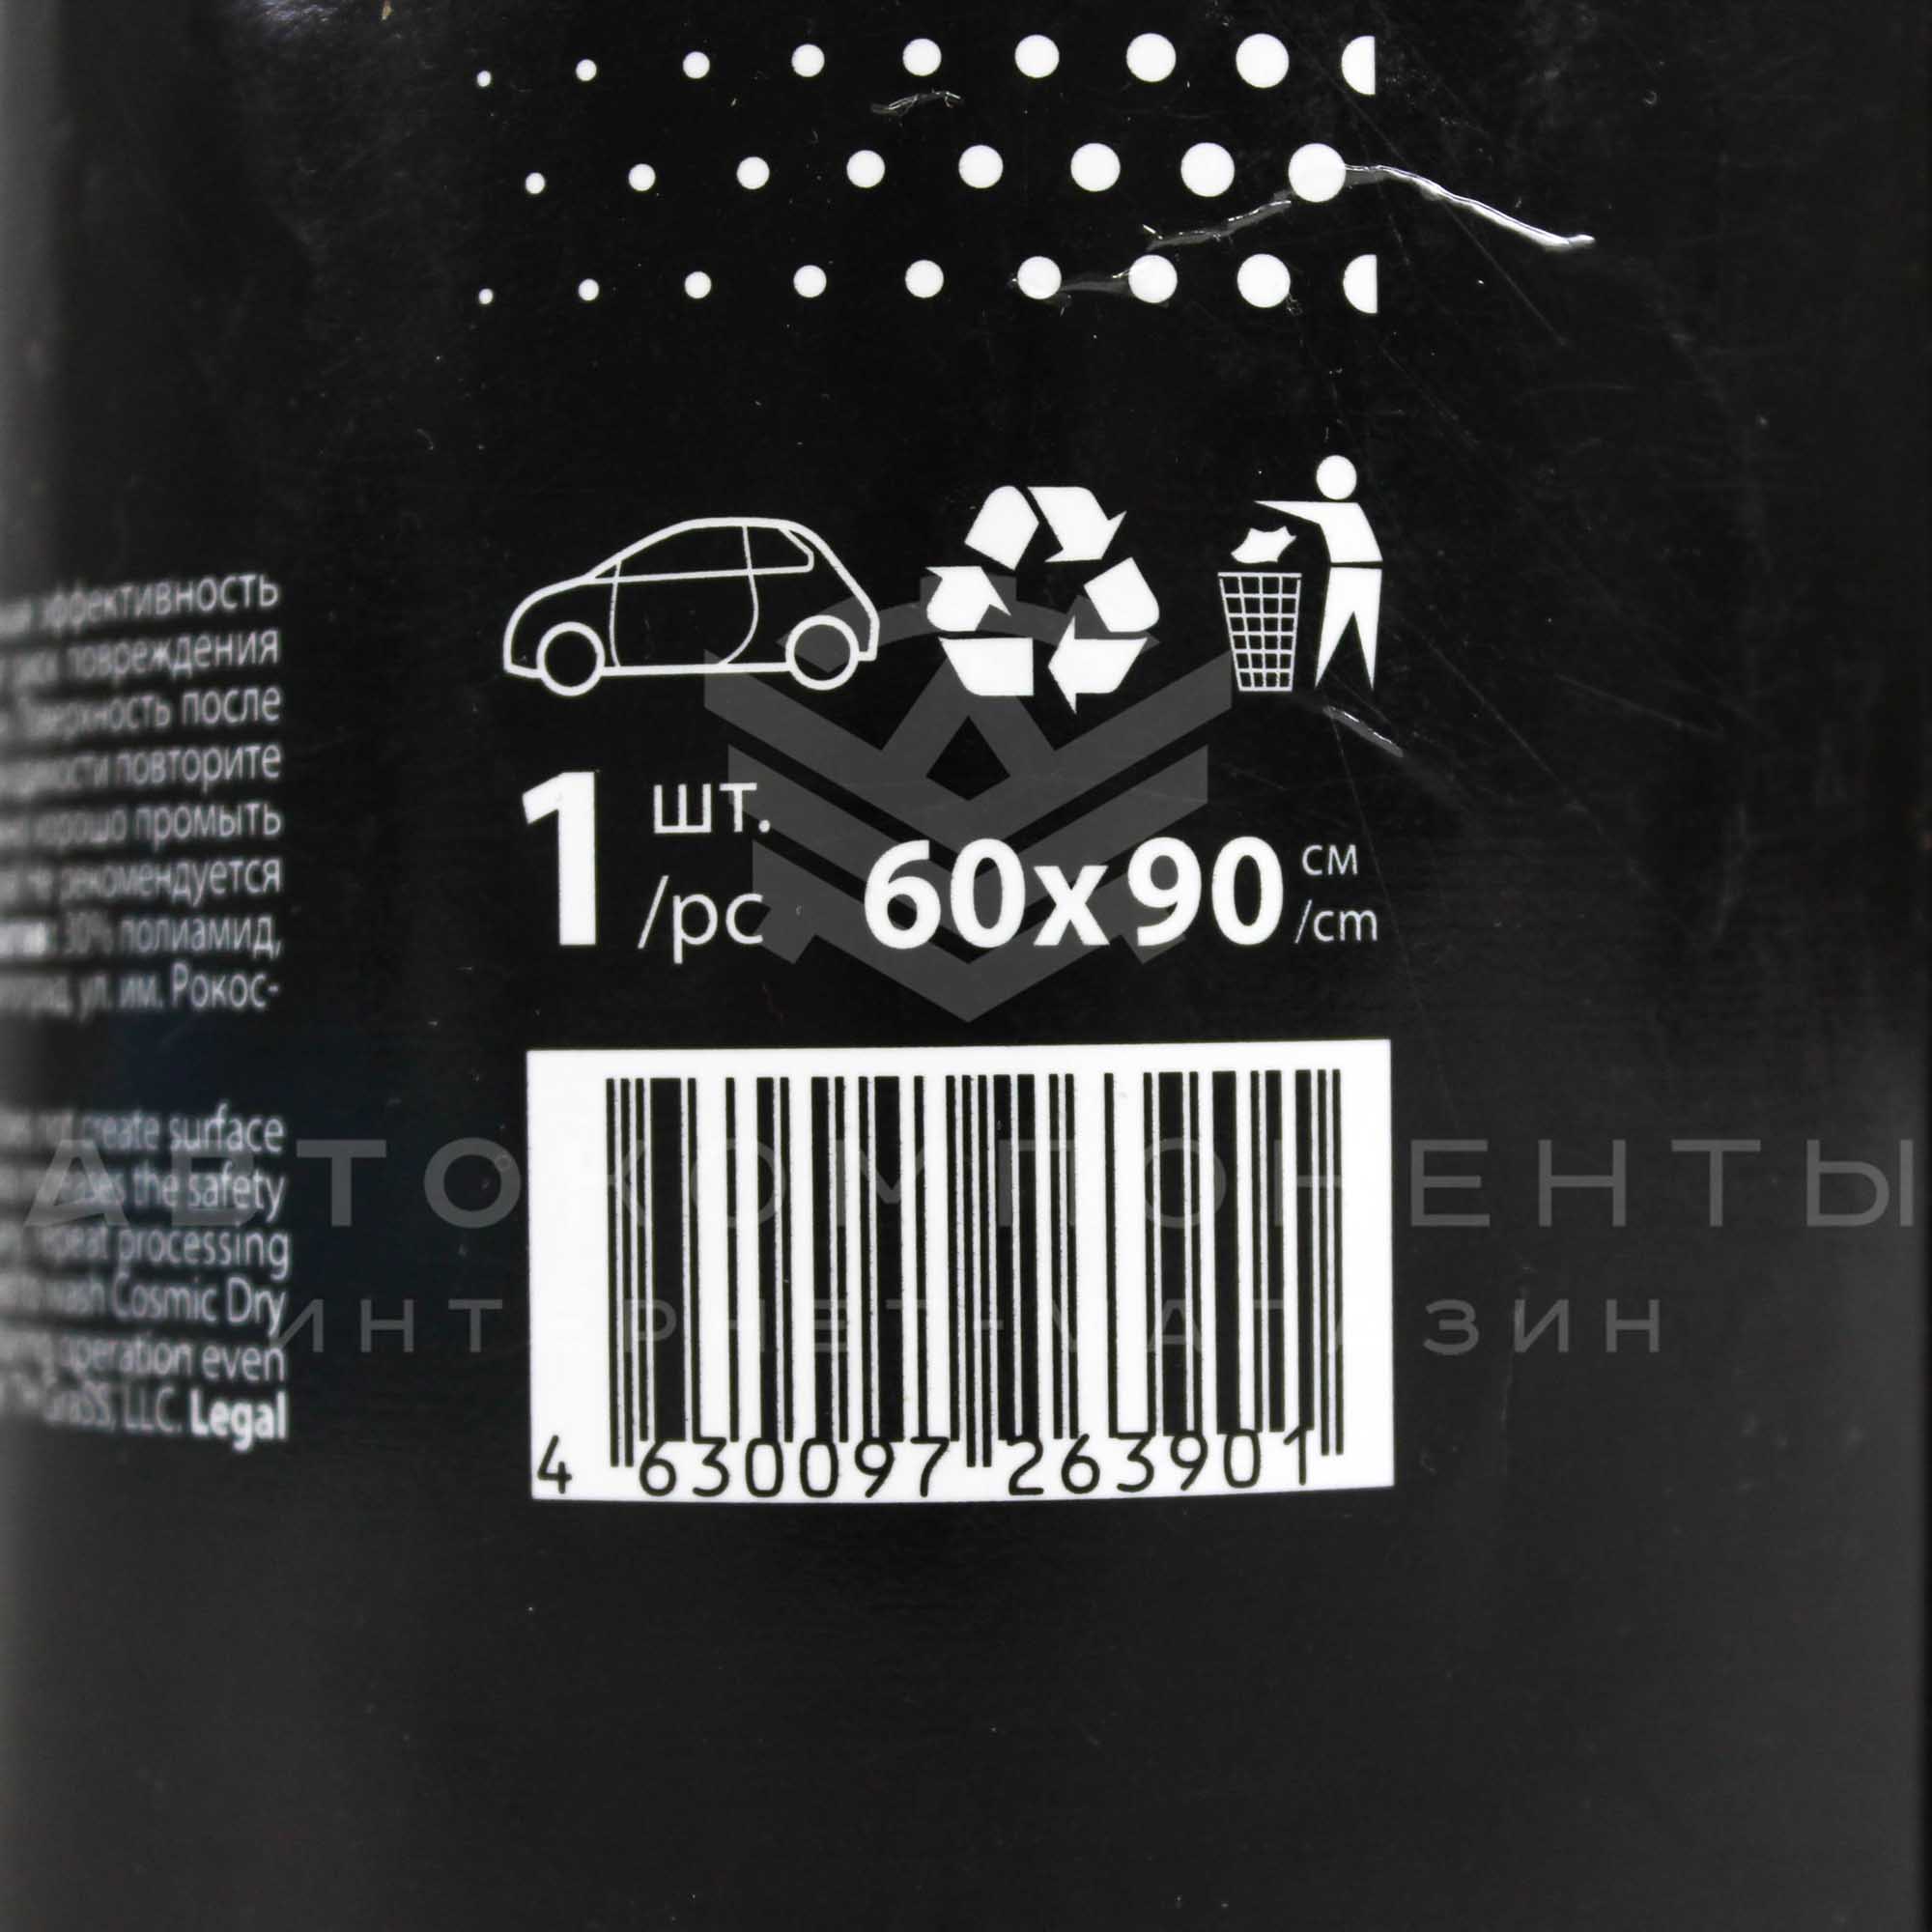 эффективность
повреждения
Поверхность после
повторите
хорошо промыть
не рекомендуется
30% полиамид,
ул. им. Рокос-
1 шт. /pc 60x90 см /cm
not create surface
the safety
repeat processing
wash Cosmic Dry
operation even
LLC. Legal
АВТОКОМПОНЕНТЫ
ИНТЕРНЕТ-МАГАЗИН
4 630097 263901